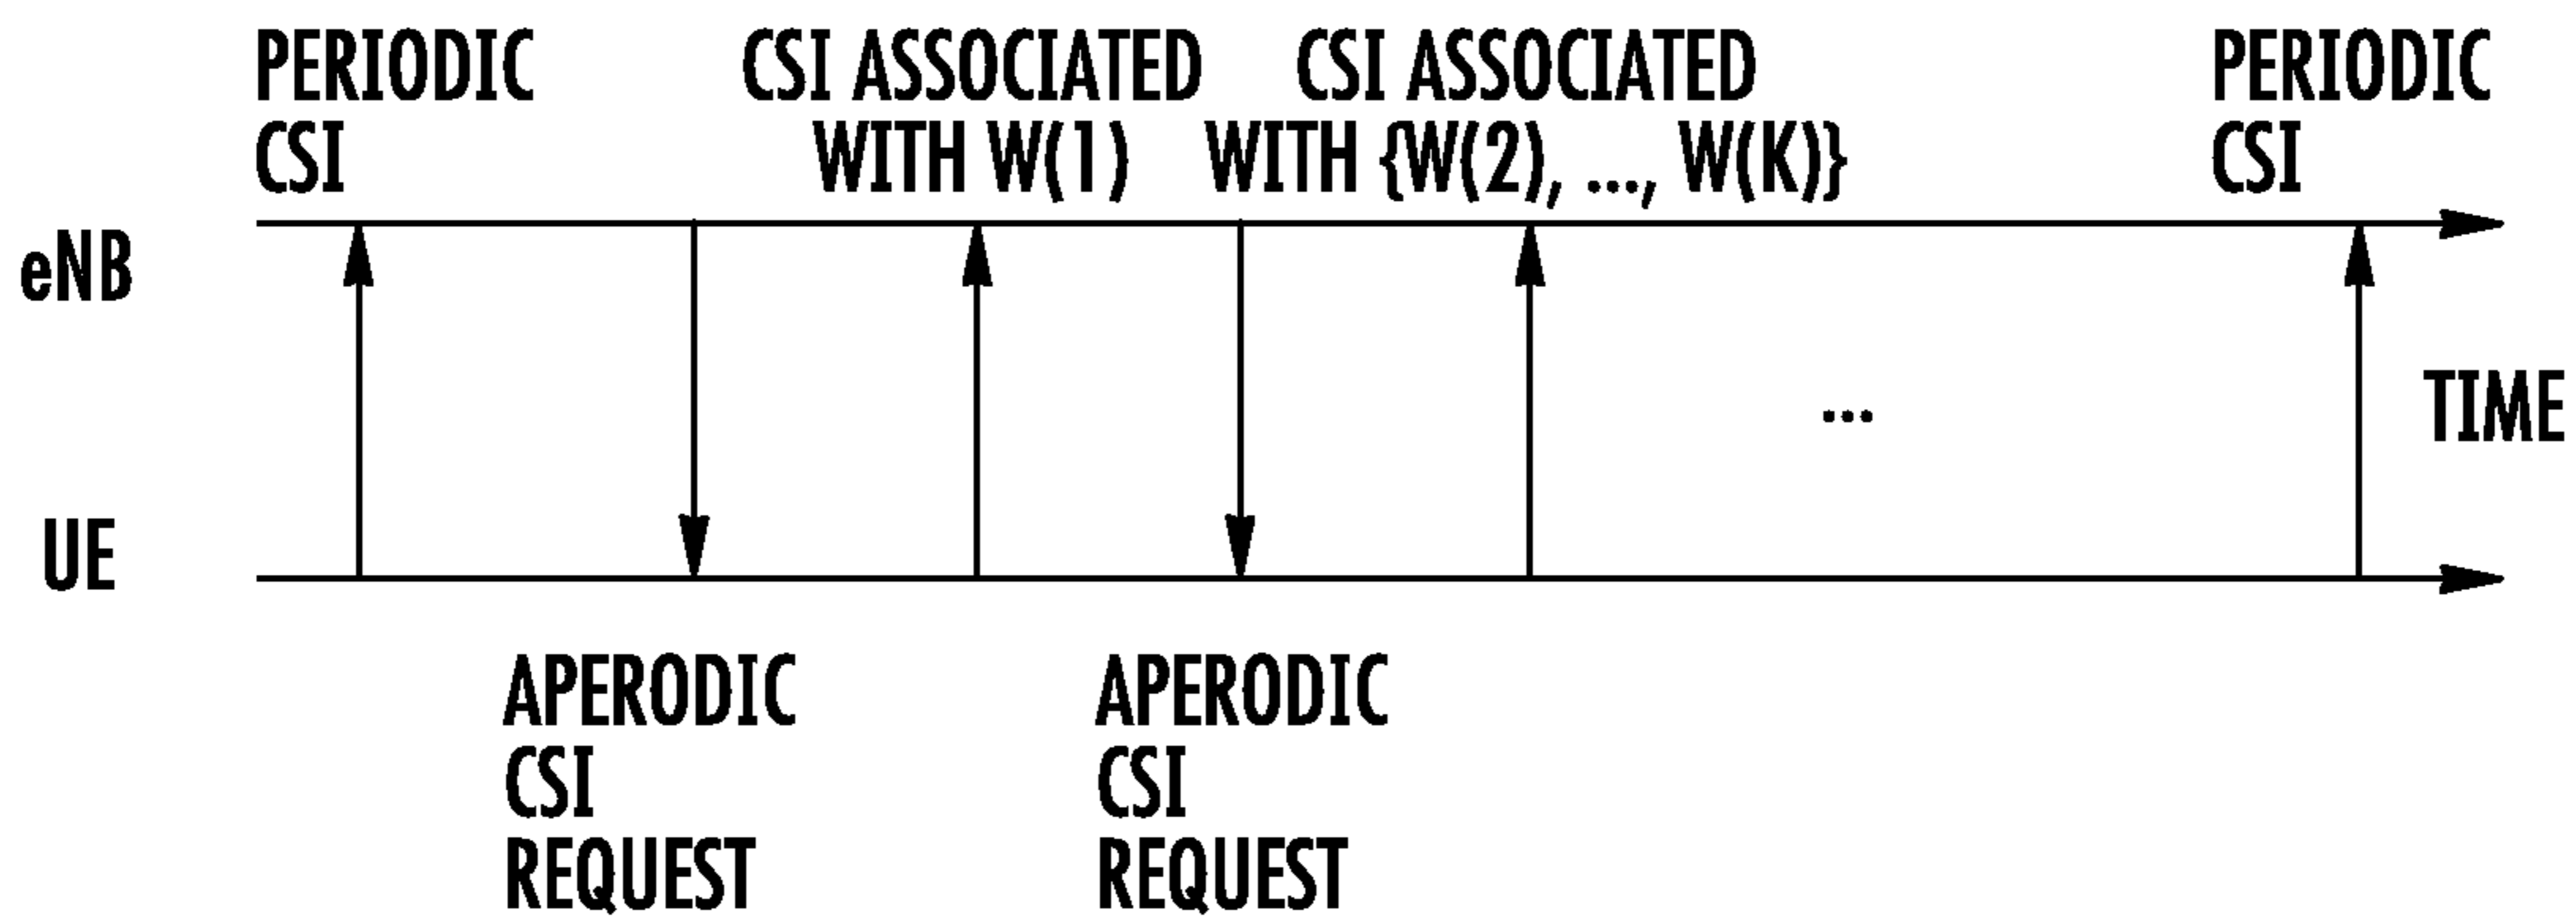 PERIODIC
CSI
CSI ASSOCIATED
WITH W(1)
CSI ASSOCIATED
WITH {W(2), ..., W(K)}
PERIODIC
CSI
eNB
...
TIME
UE
APERODIC
CSI
REQUEST
APERODIC
CSI
REQUEST